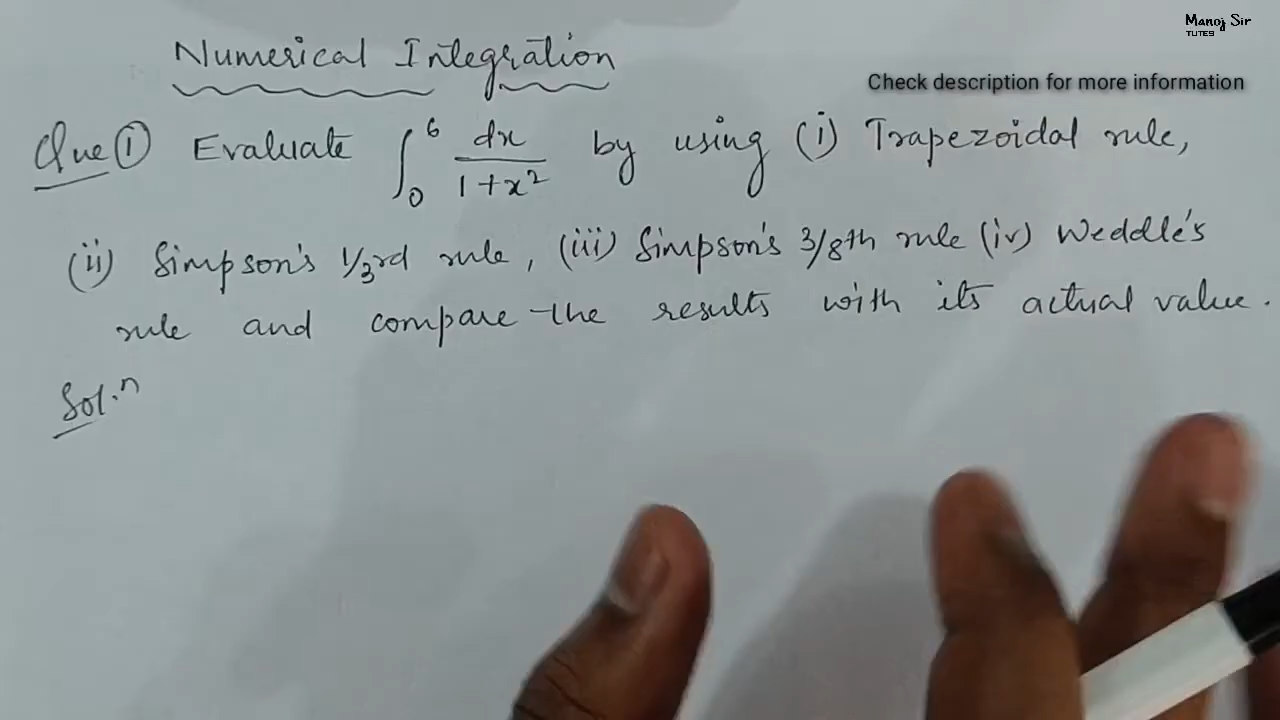 Manoj Sir
TUTES
Numerical Integration
Check description for more information
Que ① Evaluate ∫₀⁶ dx/(1+x²) by using (i) Trapezoidal rule,
(ii) Simpson's 1/3rd rule, (iii) Simpson's 3/8th rule (iv) Weddle's
rule and compare the results with its actual value.
Sol.ⁿ